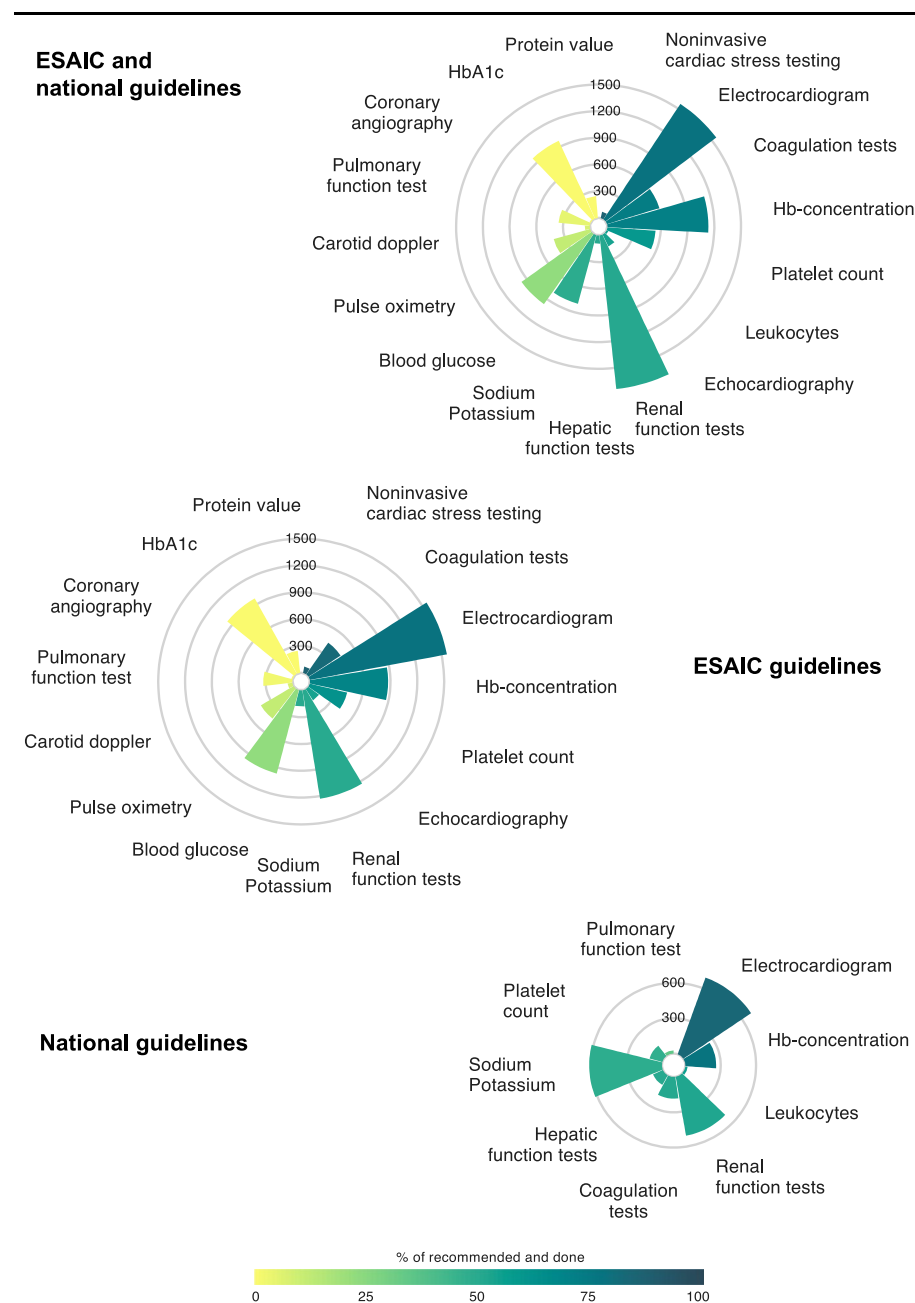 ESAIC and
national guidelines
Protein value
Noninvasive
cardiac stress testing
HbA1c
Electrocardiogram
Coronary
angiography
Coagulation tests
Pulmonary
function test
Hb-concentration
Carotid doppler
Platelet count
Pulse oximetry
Leukocytes
Blood glucose
Echocardiography
Sodium
Potassium
Renal
function tests
Hepatic
function tests
1500
1200
900
600
300
Protein value
Noninvasive
cardiac stress testing
HbA1c
Coagulation tests
Coronary
angiography
Electrocardiogram
Pulmonary
function test
ESAIC guidelines
Hb-concentration
Carotid doppler
Platelet count
Pulse oximetry
Echocardiography
Blood glucose
Sodium
Potassium
Renal
function tests
1500
1200
900
600
300
National guidelines
Pulmonary
function test
Electrocardiogram
Platelet
count
Hb-concentration
Sodium
Potassium
Leukocytes
Hepatic
function tests
Renal
function tests
Coagulation
tests
600
300
% of recommended and done
0 25 50 75 100